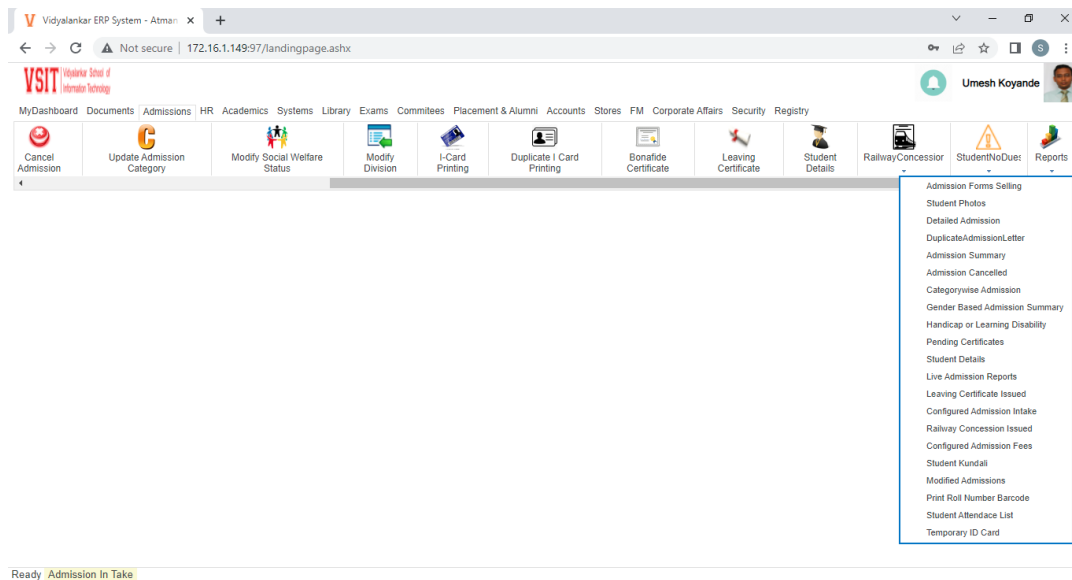 Vidyalankar ERP System - Atman
Not secure | 172.16.1.149:97/landingpage.ashx
S
VSIT Vidyalankar School of
Information Technology
Umesh Koyande
MyDashboard Documents Admissions HR Academics Systems Library Exams Commitees Placement & Alumni Accounts Stores FM Corporate Affairs Security Registry
Cancel Admission
Update Admission Category
Modify Social Welfare Status
Modify Division
I-Card Printing
Duplicate I Card Printing
Bonafide Certificate
Leaving Certificate
Student Details
RailwayConcession
StudentNoDues
Reports
Admission Forms Selling
Student Photos
Detailed Admission
DuplicateAdmissionLetter
Admission Summary
Admission Cancelled
Categorywise Admission
Gender Based Admission Summary
Handicap or Learning Disability
Pending Certificates
Student Details
Live Admission Reports
Leaving Certificate Issued
Configured Admission Intake
Railway Concession Issued
Configured Admission Fees
Student Kundali
Modified Admissions
Print Roll Number Barcode
Student Attendace List
Temporary ID Card
Ready Admission In Take